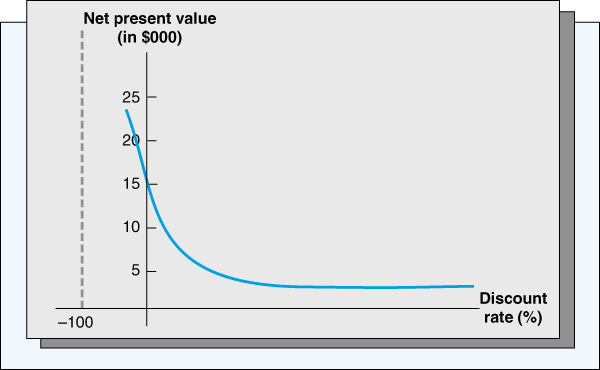 Net present value
(in $000)
25
20
15
10
5
Discount
rate (%)
–100